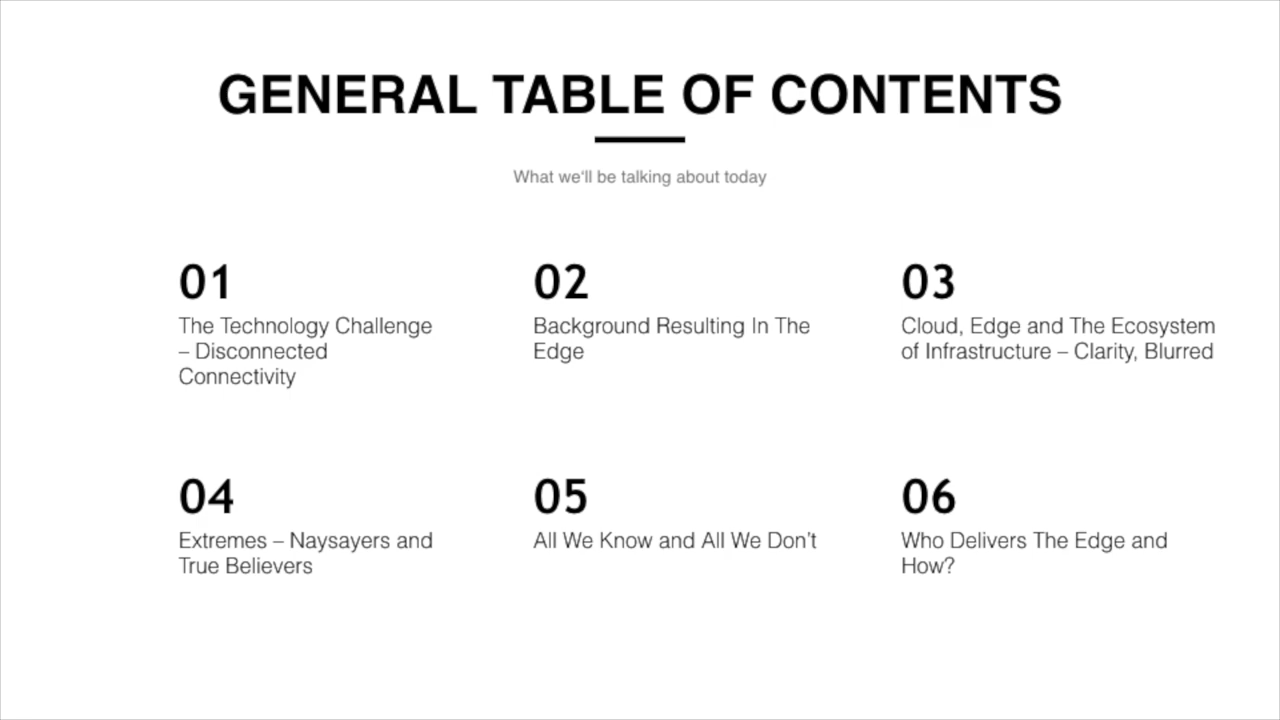 GENERAL TABLE OF CONTENTS
What we'll be talking about today
01
The Technology Challenge
– Disconnected
Connectivity
02
Background Resulting In The
Edge
03
Cloud, Edge and The Ecosystem
of Infrastructure – Clarity, Blurred
04
Extremes – Naysayers and
True Believers
05
All We Know and All We Don't
06
Who Delivers The Edge and
How?